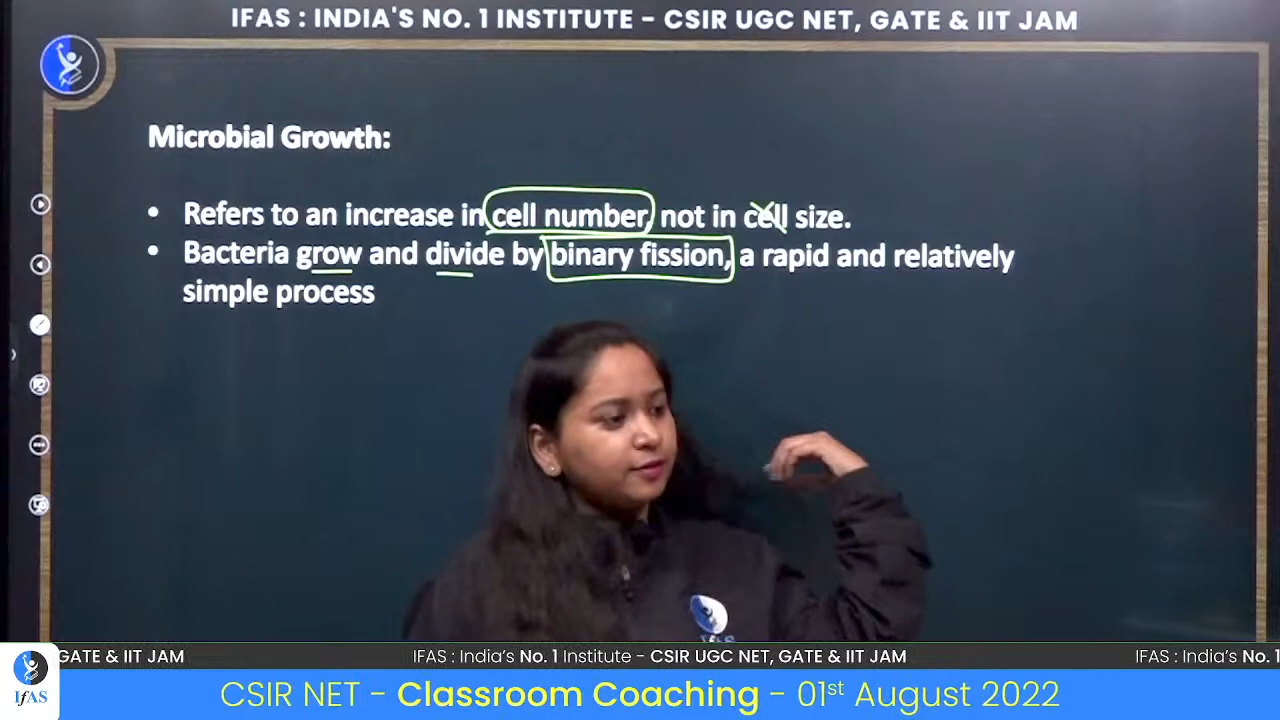 IFAS : INDIA'S NO. 1 INSTITUTE - CSIR UGC NET, GATE & IIT JAM
Microbial Growth:
• Refers to an increase in cell number, not in cell size.
• Bacteria grow and divide by binary fission, a rapid and relatively
simple process
IFAS
GATE & IIT JAM IFAS : India's No. 1 Institute - CSIR UGC NET, GATE & IIT JAM IFAS : India's No. 1
IFAS
CSIR NET - Classroom Coaching - 01st August 2022